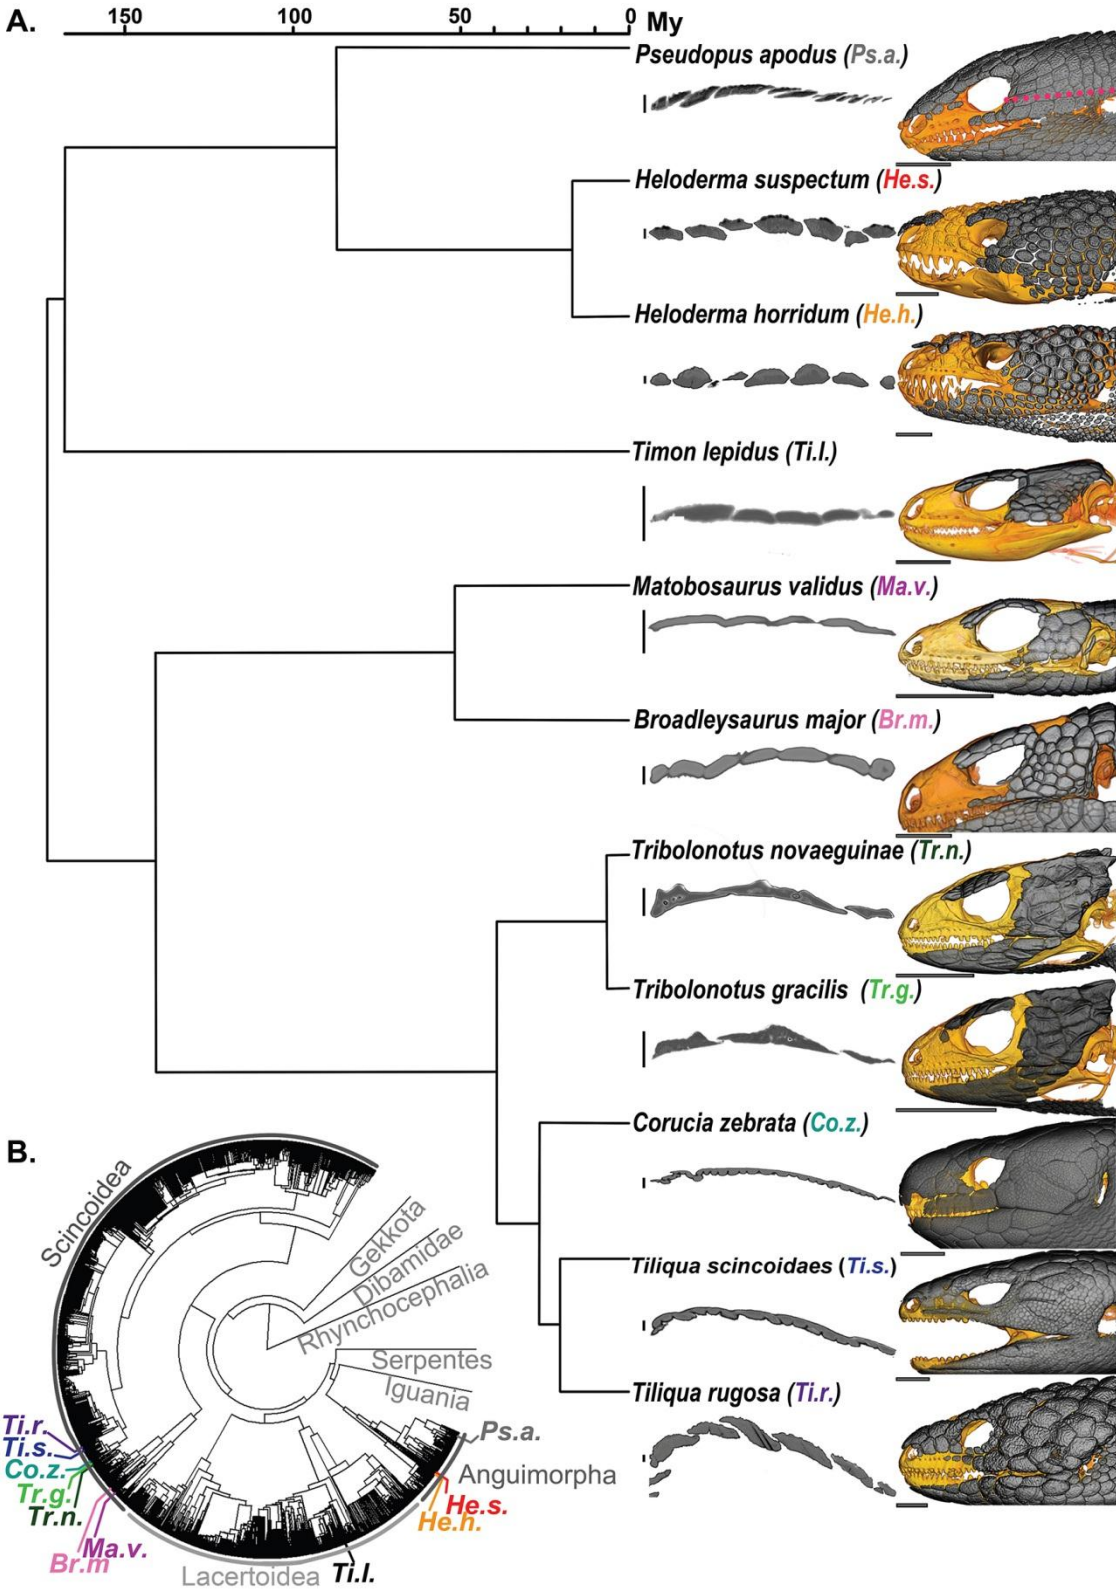 A.
150 100 50 0 My
Pseudopus apodus (Ps.a.)
Heloderma suspectum (He.s.)
Heloderma horridum (He.h.)
Timon lepidus (Ti.l.)
Matobosaurus validus (Ma.v.)
Broadleysaurus major (Br.m.)
Tribolonotus novaeguinae (Tr.n.)
Tribolonotus gracilis (Tr.g.)
Corucia zebrata (Co.z.)
Tiliqua scincoidaes (Ti.s.)
Tiliqua rugosa (Ti.r.)
B.
Scincoidea
Gekkota
Dibamidae
Rhynchocephalia
Serpentes
Iguania
Ps.a.
Anguimorpha
He.s.
He.h.
Ti.l.
Lacertoidea
Ti.r.
Ti.s.
Co.z.
Tr.g.
Tr.n.
Ma.v.
Br.m